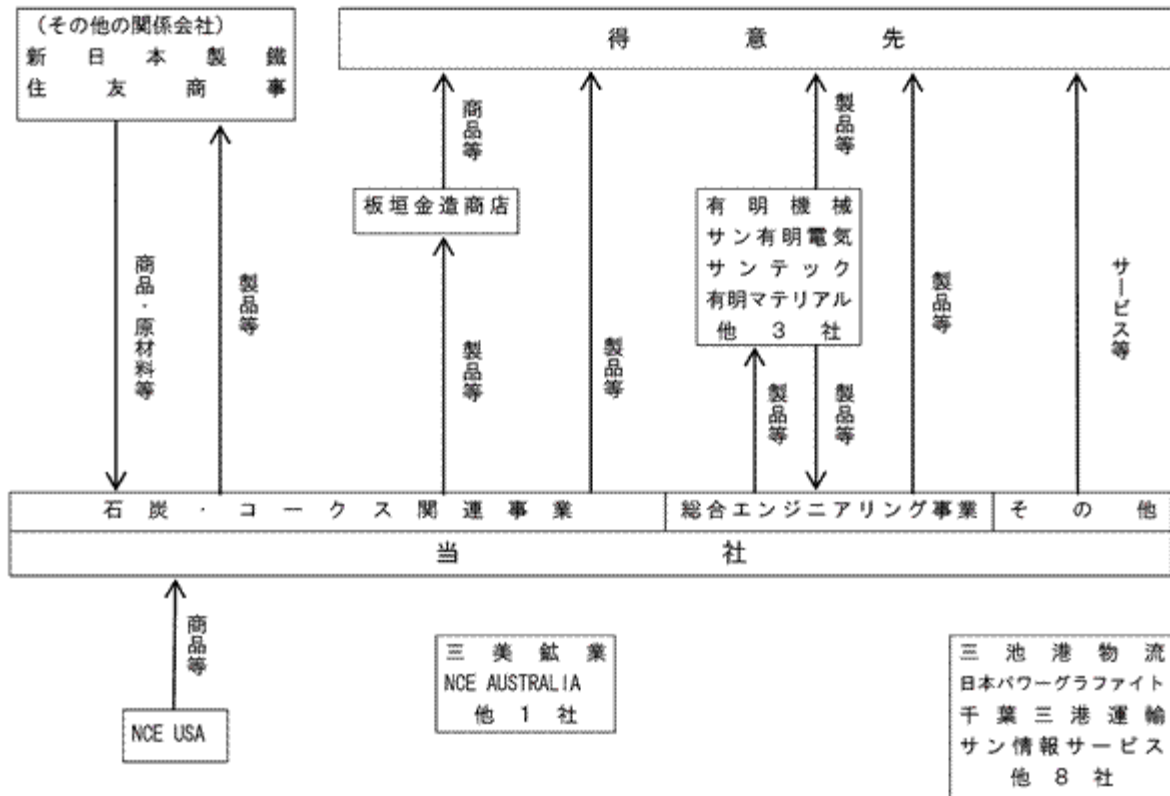 (その他の関係会社)
新日本製鐵
住友商事
得意先
商品等
製品等
板垣金造商店
有明機械
サン有明電気
サンテック
有明マテリアル
他3社
商品・原材料等
製品等
製品等
製品等
製品等
製品等
製品等
サービス等
石炭・コークス関連事業
総合エンジニアリング事業
その他
当社
商品等
NCE USA
三美鉱業
NCE AUSTRALIA
他1社
三池港物流
日本パワーグラファイト
千葉三港運輸
サン情報サービス
他8社